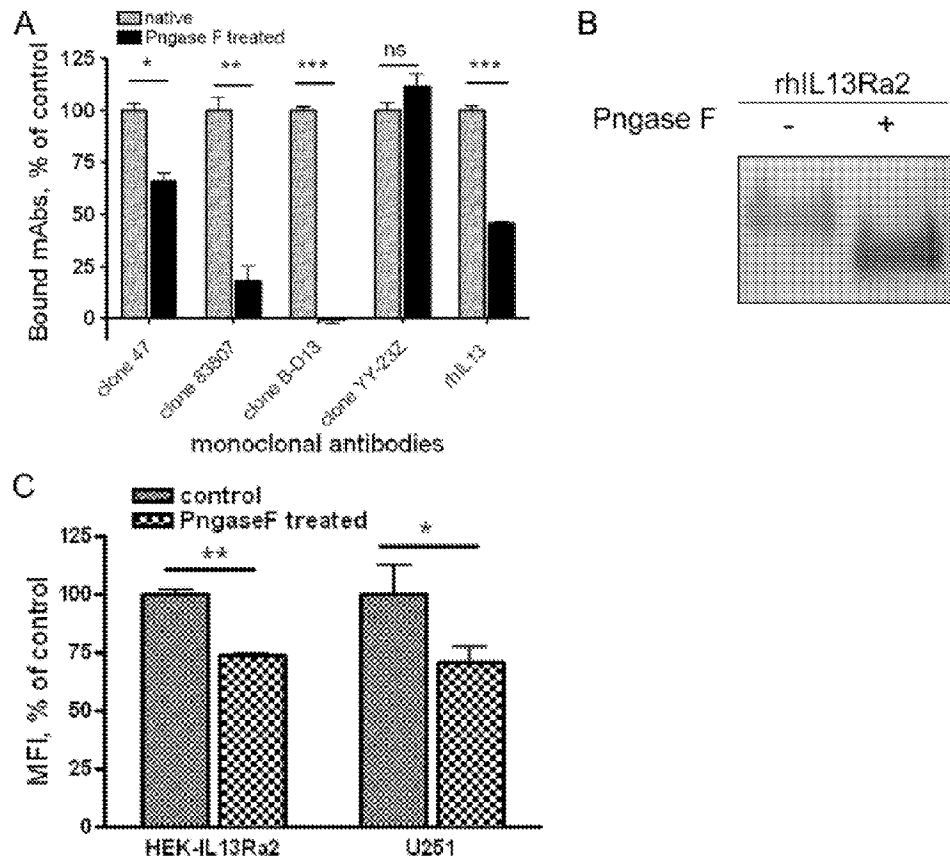 A
native
Pngase F treated
Bound mAbs, % of control
125
100
75
50
25
0
*
**
***
ns
***
clone 47
clone 83807
clone B-D13
clone YY-23Z
rhIL13
monoclonal antibodies
B
rhIL13Ra2
Pngase F - +
C
control
PngaseF treated
MFI, % of control
125
100
75
50
25
0
**
*
HEK-IL13Ra2
U251